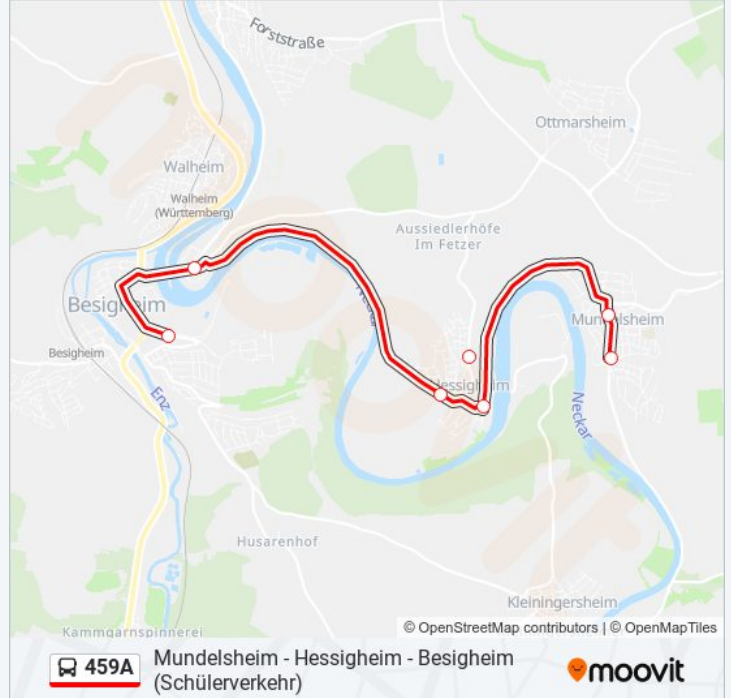 Forststraße
Ottmarsheim
Walheim
Walheim
(Württemberg)
Aussiedlerhöfe
Im Fetzer
Besigheim
Mundelsheim
Besigheim
Hessigheim
Enz
Neckar
Husarenhof
Kleiningersheim
© OpenStreetMap contributors | © OpenMapTiles
Kammgarnspinnerei
459A
Mundelsheim - Hessigheim - Besigheim
(Schülerverkehr)
moovit